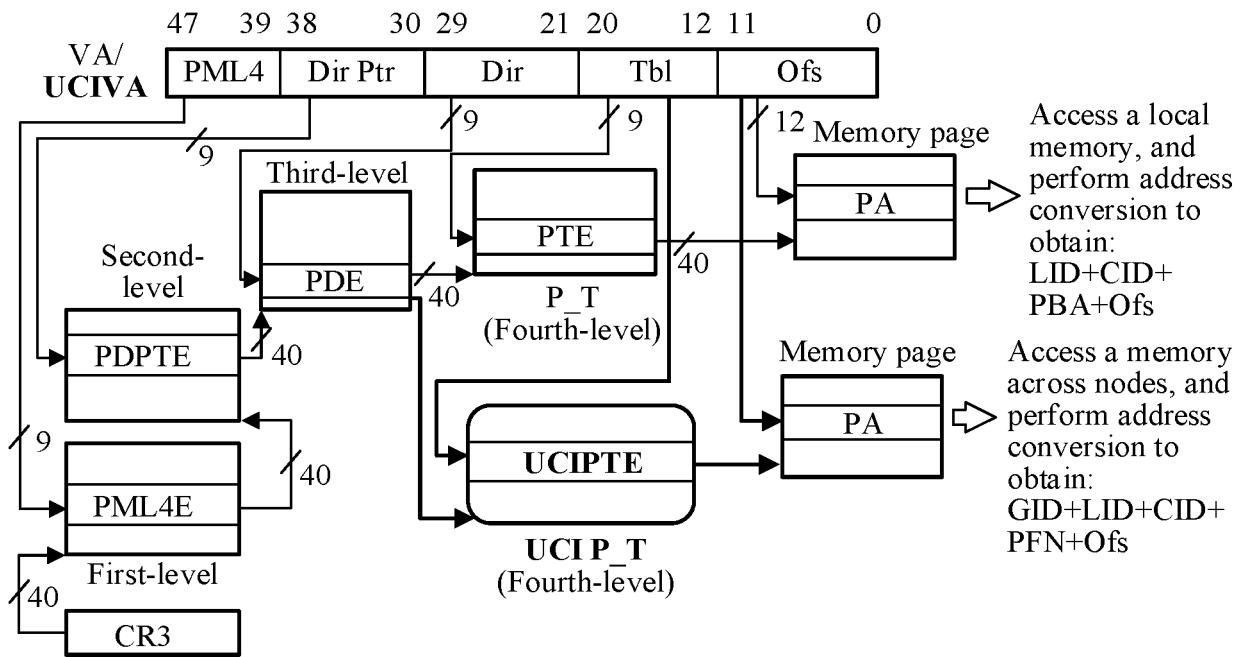 47 39 38 30 29 21 20 12 11 0
VA/
UCIVA
PML4 Dir Ptr Dir Tbl Ofs
9
9
9
12
Memory page
Access a local
memory, and
perform address
conversion to
obtain:
LID+CID+
PBA+Ofs
Third-level
PA
PTE
40
Second-
level
PDE
40
P_T
(Fourth-level)
PDPTE
40
Memory page
Access a memory
across nodes, and
perform address
conversion to
obtain:
GID+LID+CID+
PFN+Ofs
PA
9
40
UCIPTE
PML4E
UCI P_T
(Fourth-level)
First-level
40
CR3